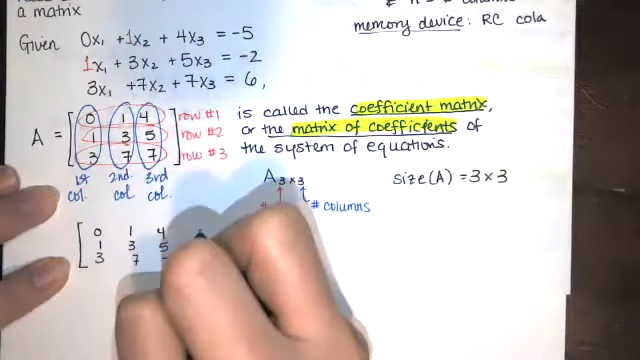 a matrix
# columns
memory device: RC cola
Given 0x₁ + 1x₂ + 4x₃ = -5
1x₁ + 3x₂ + 5x₃ = -2
3x₁ + 7x₂ + 7x₃ = 6,
A = [ 0 1 4 ] row #1
1 3 5 row #2
3 7 7 row #3
is called the coefficient matrix,
or the matrix of coefficients of
the system of equations.
1st col. 2nd col. 3rd col.
A 3×3
# # columns
size(A) = 3 × 3
[ 0 1 4
1 3 5
3 7